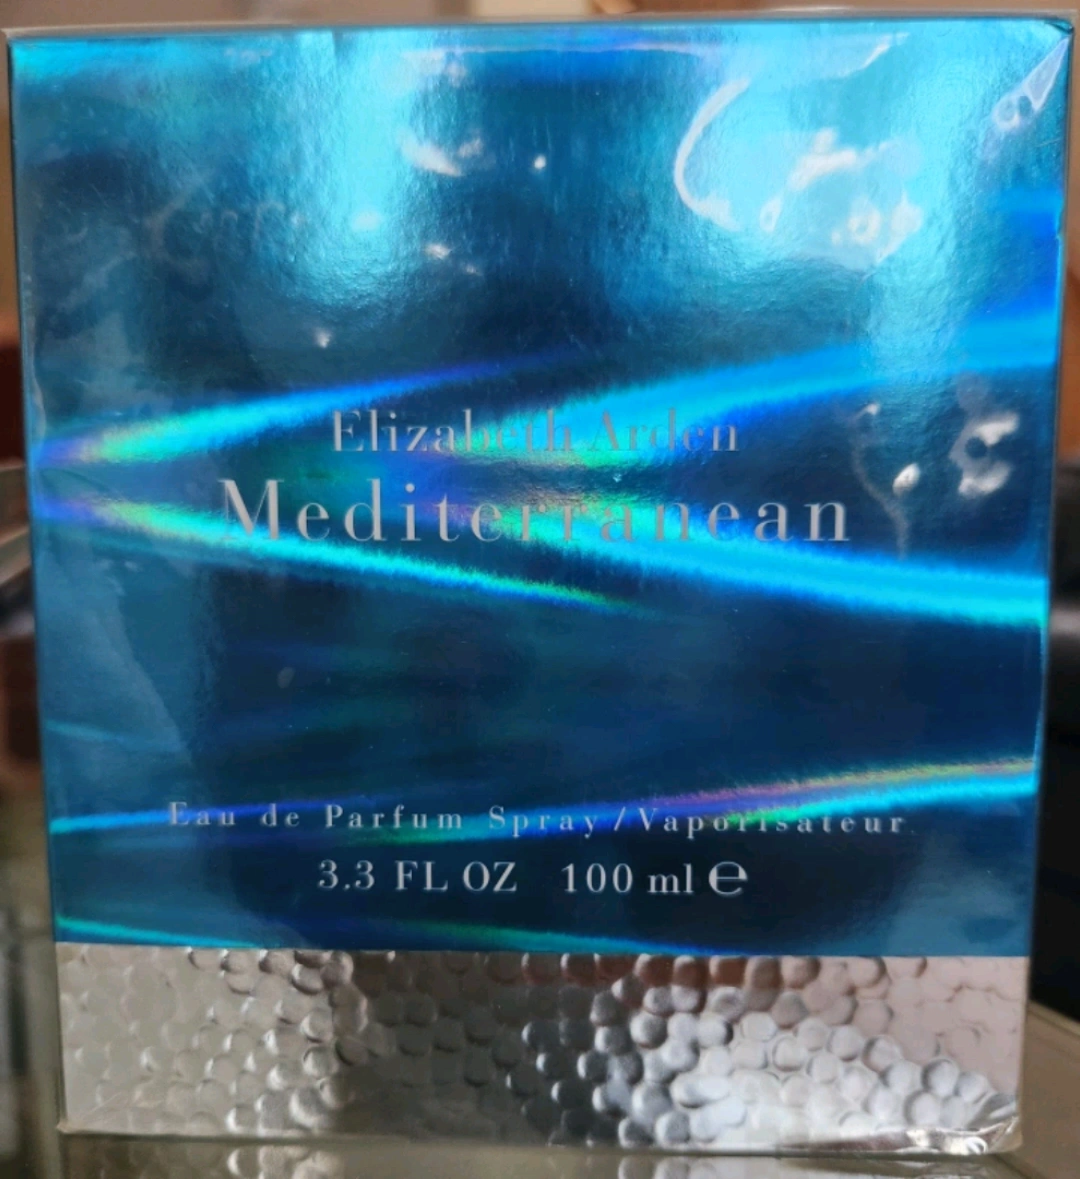 Elizabeth Arden
Mediterranean
Eau de Parfum Spray/Vaporisateur
3.3 FL OZ 100 ml ℮